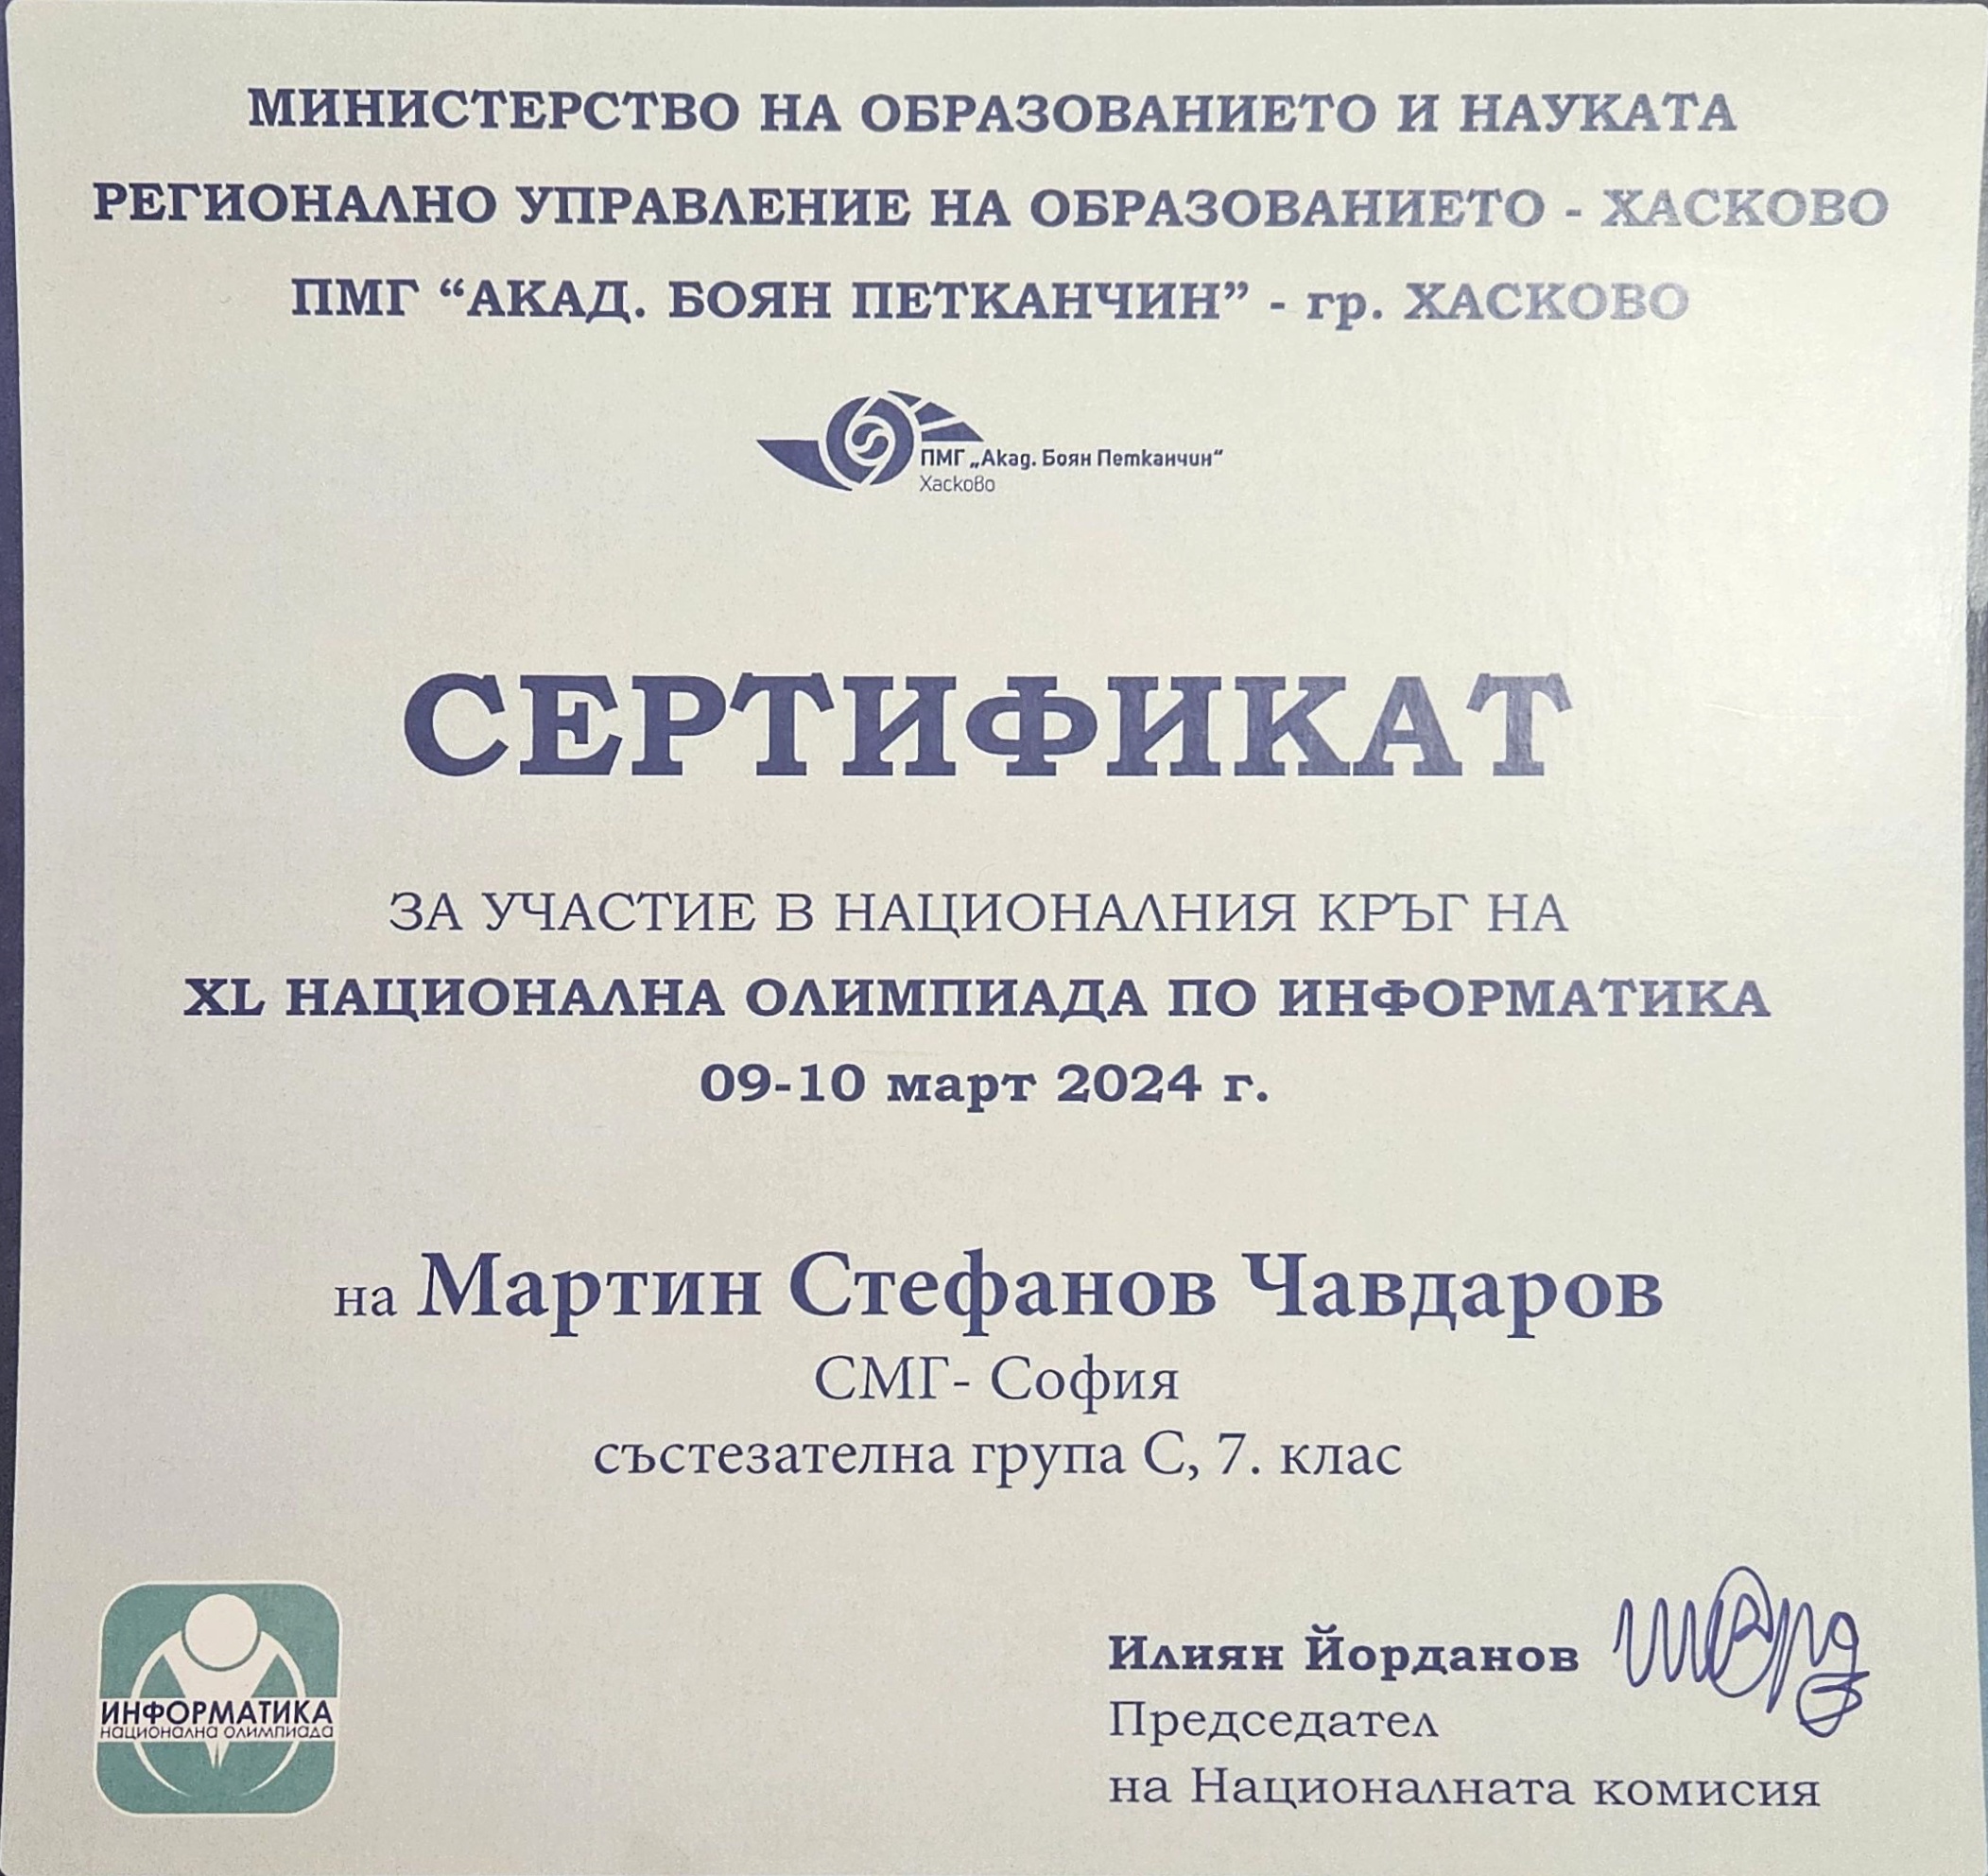 МИНИСТЕРСТВО НА ОБРАЗОВАНИЕТО И НАУКАТА
РЕГИОНАЛНО УПРАВЛЕНИЕ НА ОБРАЗОВАНИЕТО - ХАСКОВО
ПМГ “АКАД. БОЯН ПЕТКАНЧИН” - гр. ХАСКОВО
ПМГ „Акад. Боян Петканчин“
Хасково
СЕРТИФИКАТ
ЗА УЧАСТИЕ В НАЦИОНАЛНИЯ КРЪГ НА
XL НАЦИОНАЛНА ОЛИМПИАДА ПО ИНФОРМАТИКА
09-10 март 2024 г.
на Мартин Стефанов Чавдаров
СМГ- София
състезателна група С, 7. клас
ИНФОРМАТИКА
НАЦИОНАЛНА ОЛИМПИАДА
Илиян Йорданов
Председател
на Националната комисия